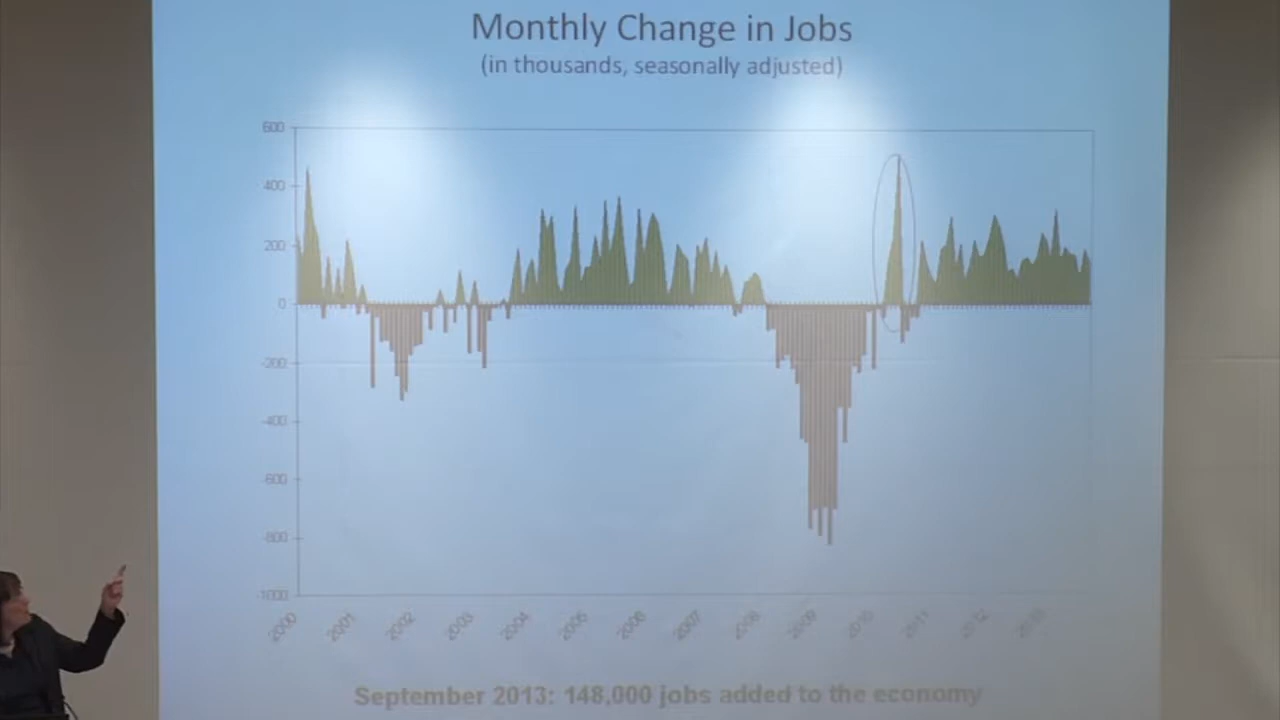 Monthly Change in Jobs
(in thousands, seasonally adjusted)
600
400
200
0
-200
-400
-600
-800
-1000
2000 2001 2002 2003 2004 2005 2006 2007 2008 2009 2010 2011 2012 2013
September 2013: 148,000 jobs added to the economy